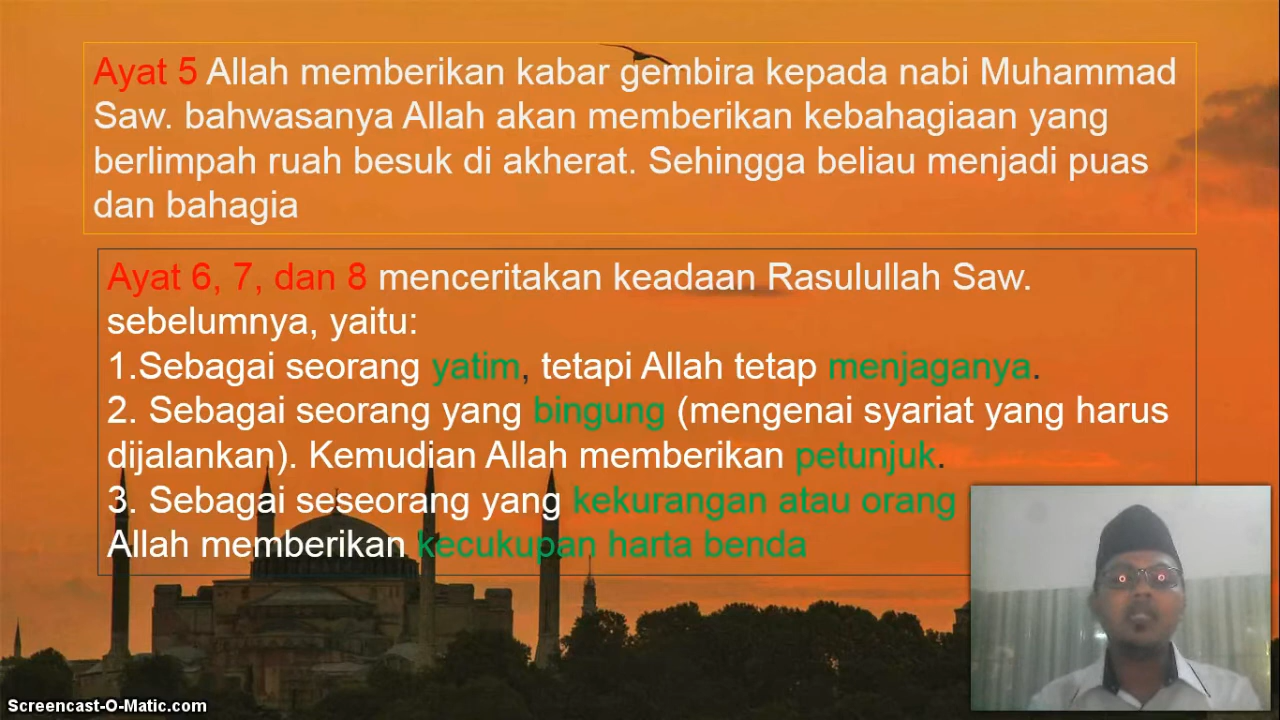 Ayat 5 Allah memberikan kabar gembira kepada nabi Muhammad
Saw. bahwasanya Allah akan memberikan kebahagiaan yang
berlimpah ruah besuk di akherat. Sehingga beliau menjadi puas
dan bahagia
Ayat 6, 7, dan 8 menceritakan keadaan Rasulullah Saw.
sebelumnya, yaitu:
1.Sebagai seorang yatim, tetapi Allah tetap menjaganya.
2. Sebagai seorang yang bingung (mengenai syariat yang harus
dijalankan). Kemudian Allah memberikan petunjuk.
3. Sebagai seseorang yang kekurangan atau orang
Allah memberikan kecukupan harta benda
Screencast-O-Matic.com